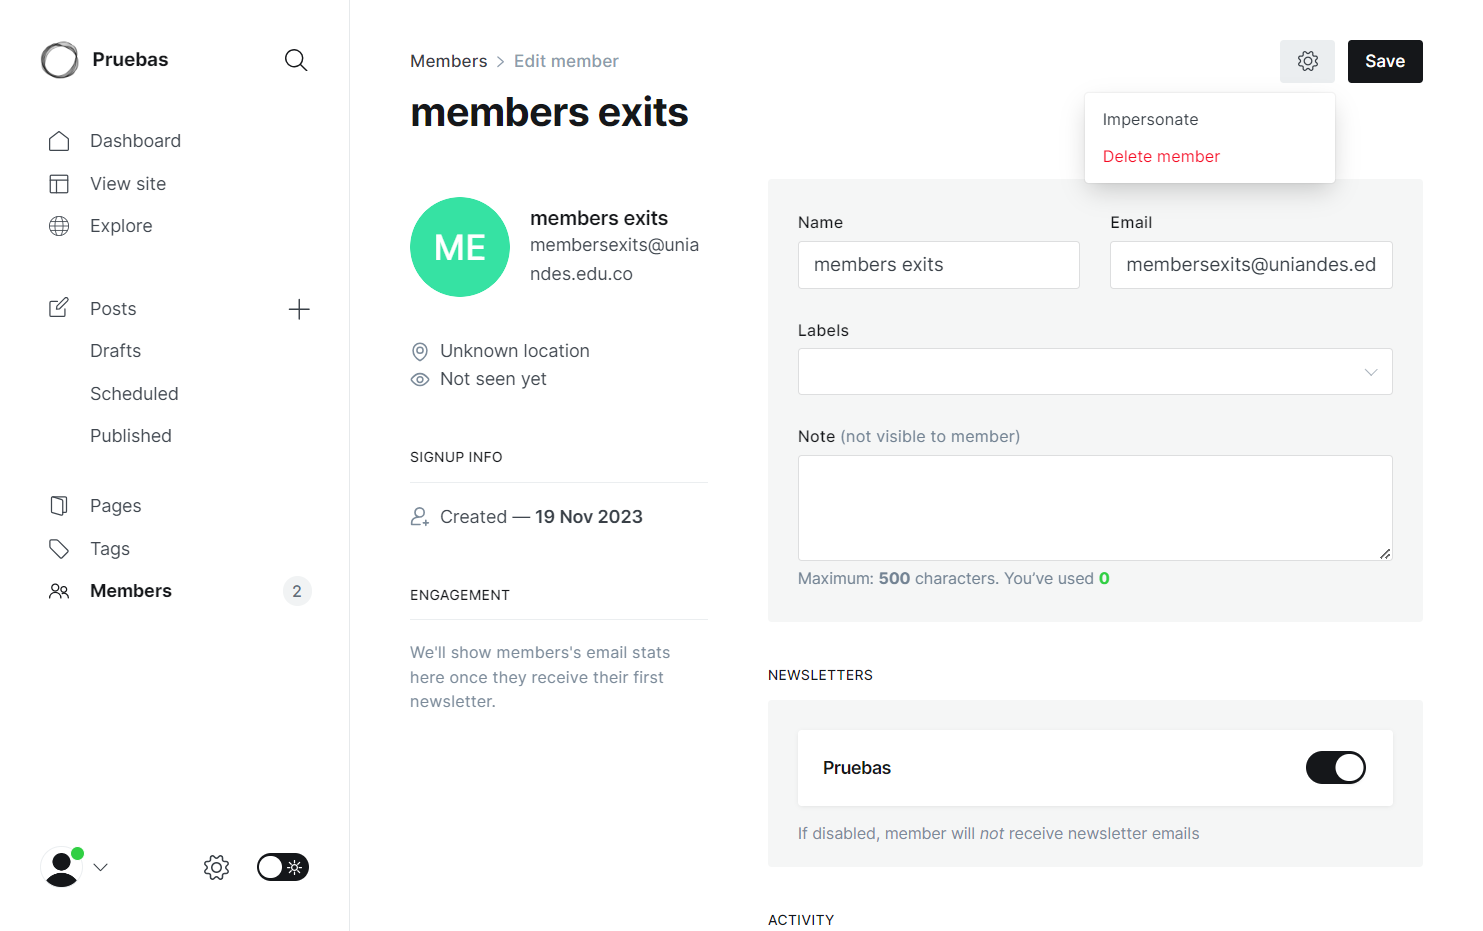 Pruebas
Dashboard
View site
Explore
Posts
Drafts
Scheduled
Published
Pages
Tags
Members
2
Members > Edit member
members exits
Save
Impersonate
Delete member
ME
members exits
membersexits@unia
ndes.edu.co
Unknown location
Not seen yet
SIGNUP INFO
Created — 19 Nov 2023
ENGAGEMENT
We'll show members's email stats
here once they receive their first
newsletter.
Name
members exits
Email
membersexits@uniandes.ed
Labels
Note (not visible to member)
Maximum: 500 characters. You’ve used 0
NEWSLETTERS
Pruebas
If disabled, member will not receive newsletter emails
ACTIVITY